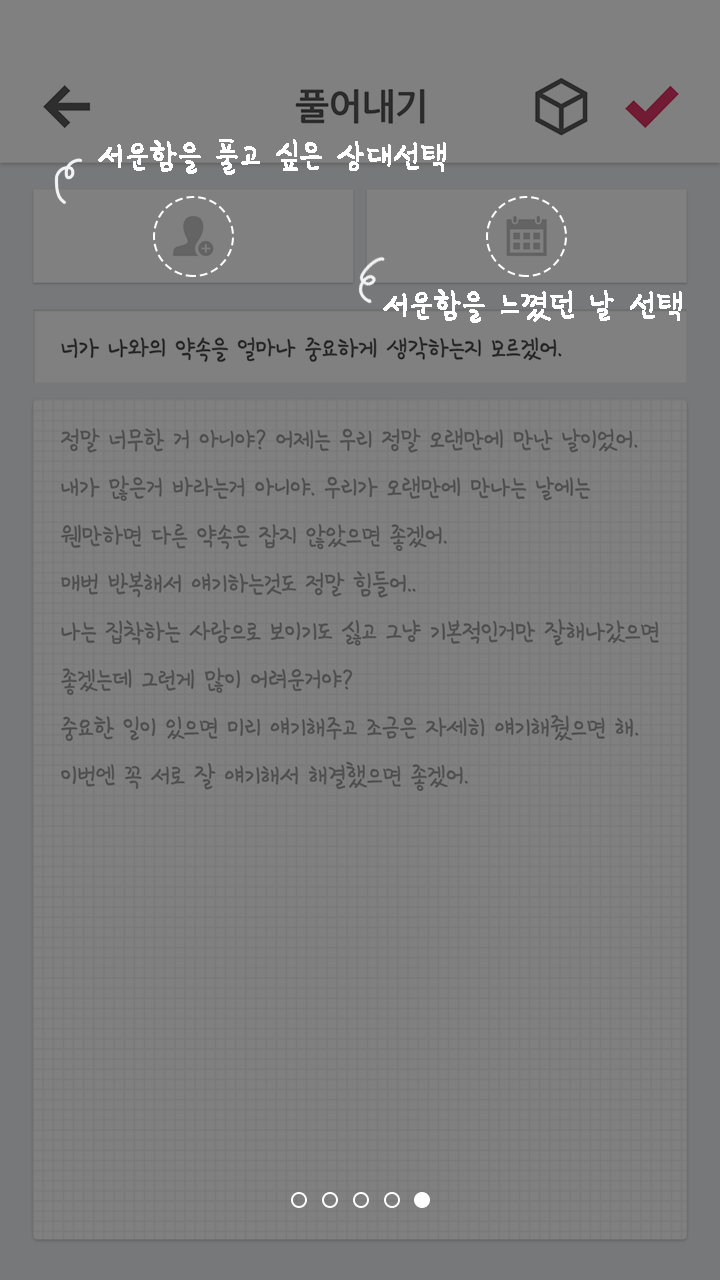 풀어내기
서운함을 풀고 싶은 상대선택
서운함을 느꼈던 날 선택
너가 나와의 약속을 얼마나 중요하게 생각하는지 모르겠어.
정말 너무한 거 아니야? 어제는 우리 정말 오랜만에 만난 날이었어.
내가 많은거 바라는거 아니야. 우리가 오랜만에 만나는 날에는
웬만하면 다른 약속은 잡지 않았으면 좋겠어.
매번 반복해서 얘기하는것도 정말 힘들어..
나는 집착하는 사람으로 보이기도 싫고 그냥 기본적인거만 잘해나갔으면
좋겠는데 그런게 많이 어려운거야?
중요한 일이 있으면 미리 얘기해주고 조금은 자세히 얘기해줬으면 해.
이번엔 꼭 서로 잘 얘기해서 해결했으면 좋겠어.